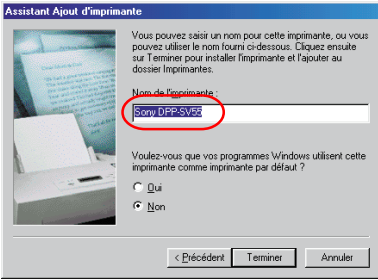 Assistant Ajout d'imprimante
Vous pouvez saisir un nom pour cette imprimante, ou vous
pouvez utiliser le nom fourni ci-dessous. Cliquez ensuite
sur Terminer pour installer l'imprimante et l'ajouter au
dossier Imprimantes.
Nom de l'imprimante :
Sony DPP-SV55
Voulez-vous que vos programmes Windows utilisent cette
imprimante comme imprimante par défaut ?
Oui
Non
< Précédent
Terminer
Annuler